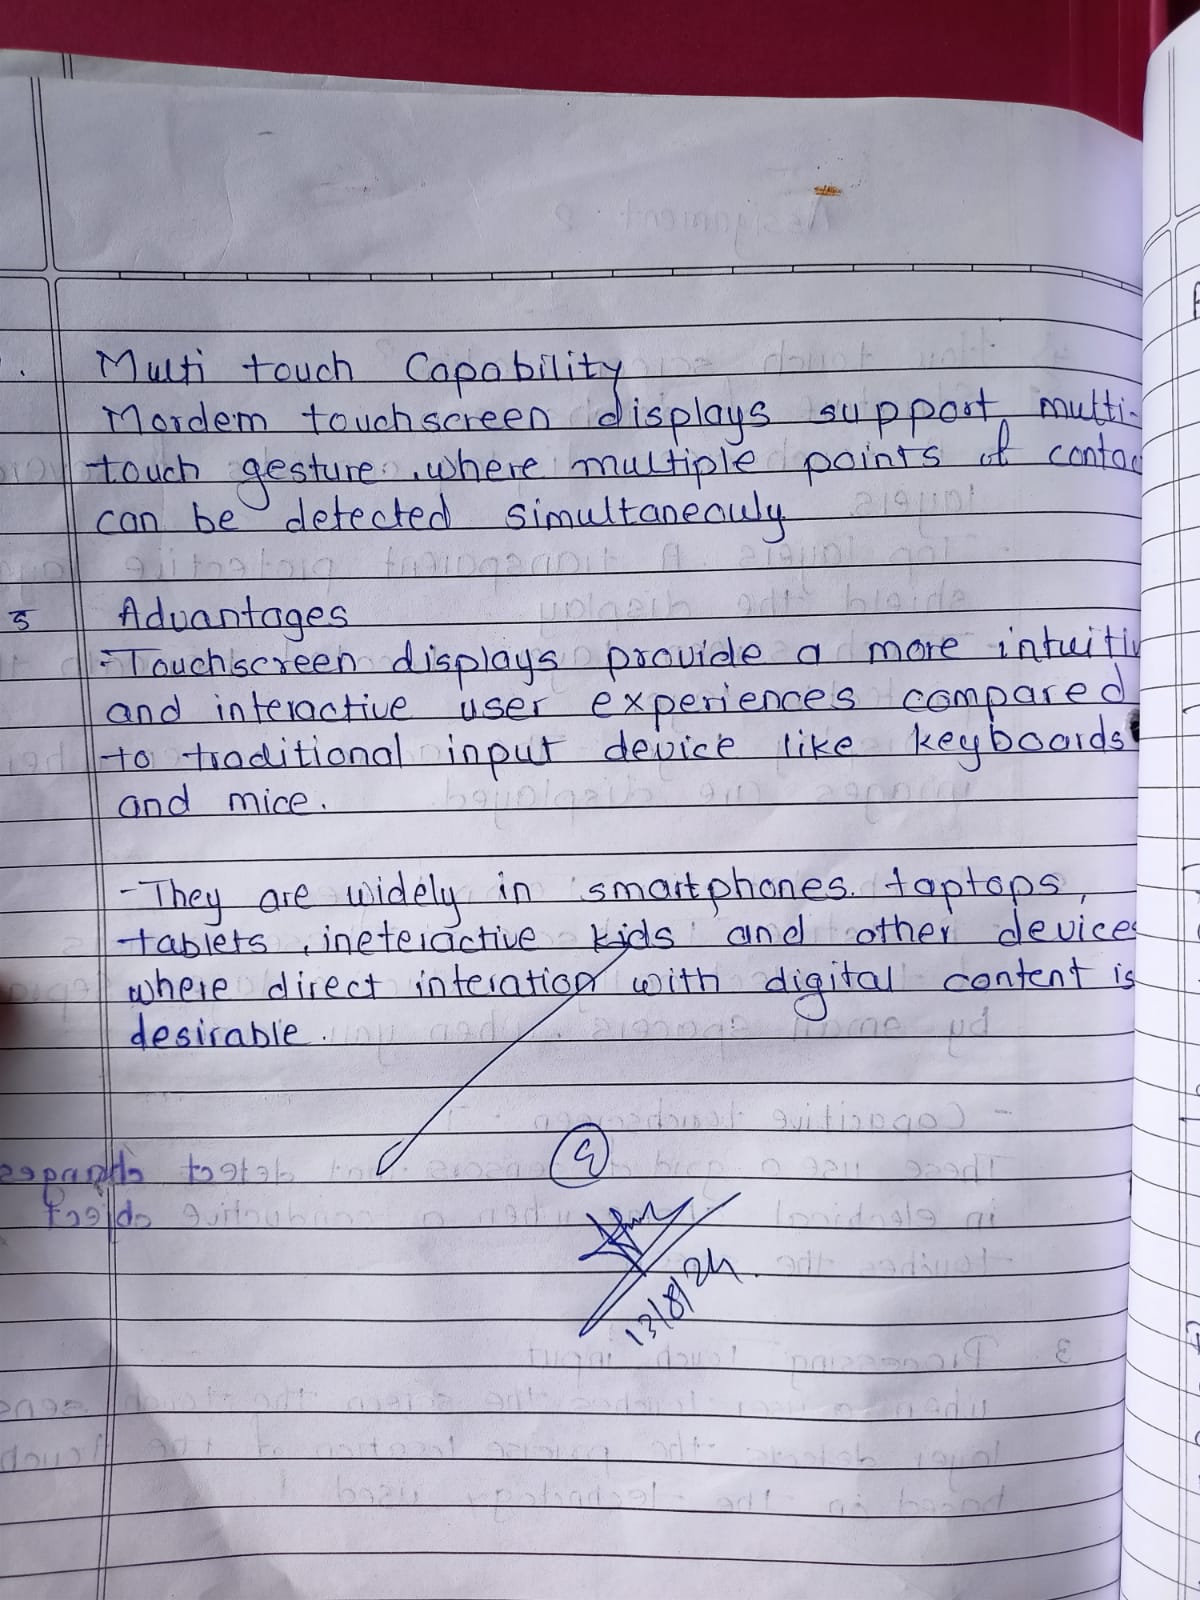 Multi touch Capability
Mordem touchscreen displays support multi-
touch gesture, where multiple points of contac
can be detected simultaneouly
5 Advantages
- Touchscreen displays provide a more intuitiv
and interactive user experiences compared
to traditional input device like keyboards
and mice.
- They are widely in smartphones. taptops,
tablets, ineteractive kids and other devices
where direct interation with digital content is
desirable.
9
13/8/24.